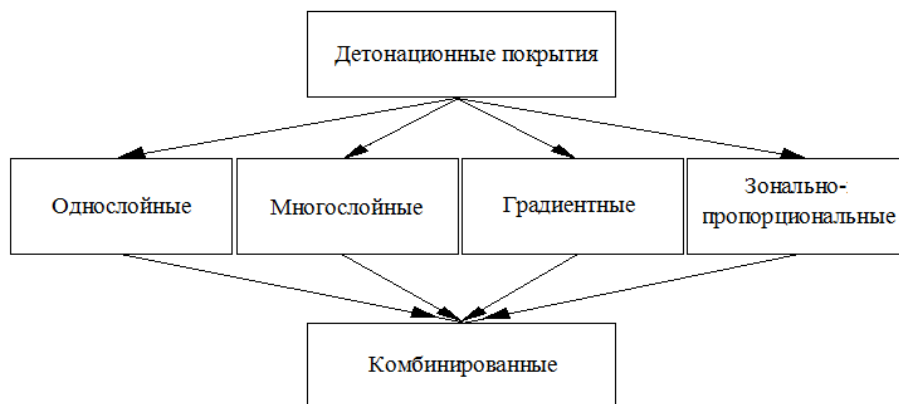 Детонационные покрытия
Однослойные
Многослойные
Градиентные
Зонально-
пропорциональные
Комбинированные